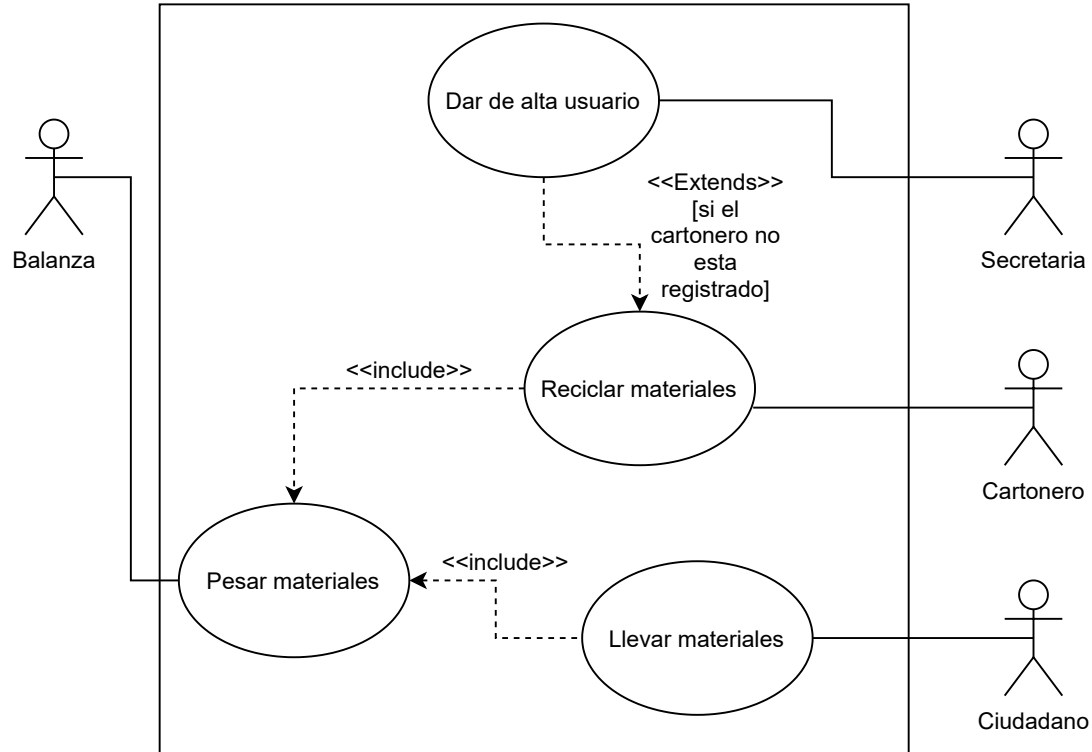 Dar de alta usuario
<<Extends>>
[si el
cartonero no
esta
registrado]
Balanza
Secretaria
<<include>>
Reciclar materiales
Cartonero
<<include>>
Pesar materiales
Llevar materiales
Ciudadano